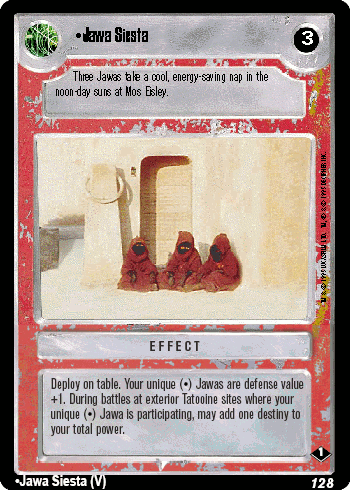 •Jawa Siesta
3
Three Jawas take a cool, energy-saving nap in the
noon-day suns at Mos Eisley.
EFFECT
Deploy on table. Your unique (•) Jawas are defense value
+1. During battles at exterior Tatooine sites where your
unique (•) Jawa is participating, may add one destiny to
your total power.
1
•Jawa Siesta (V)
128